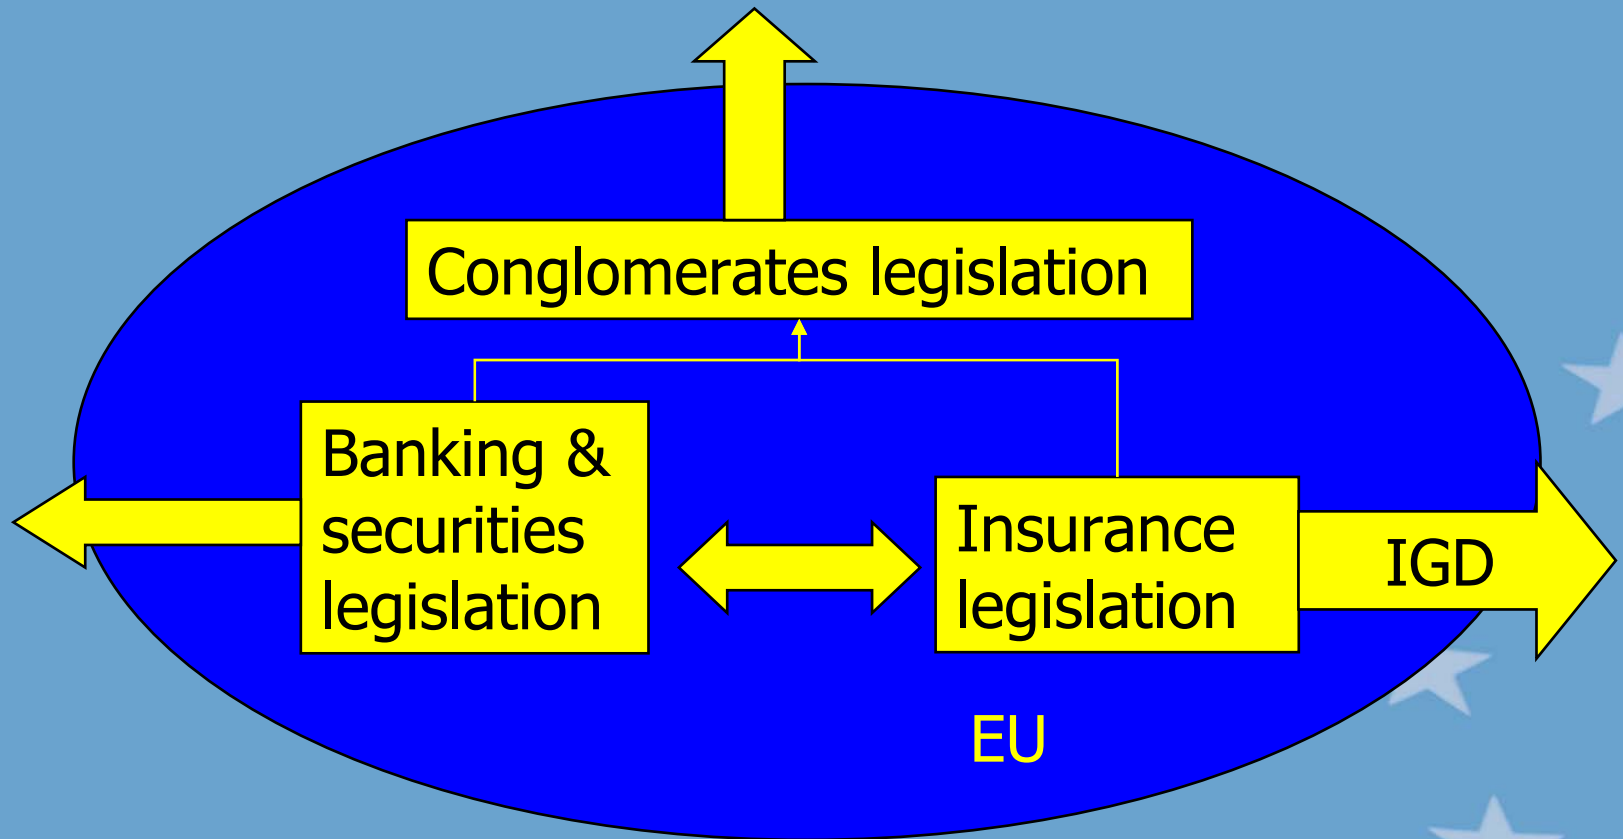 Conglomerates legislation
Banking &
securities
legislation
Insurance
legislation
IGD
EU